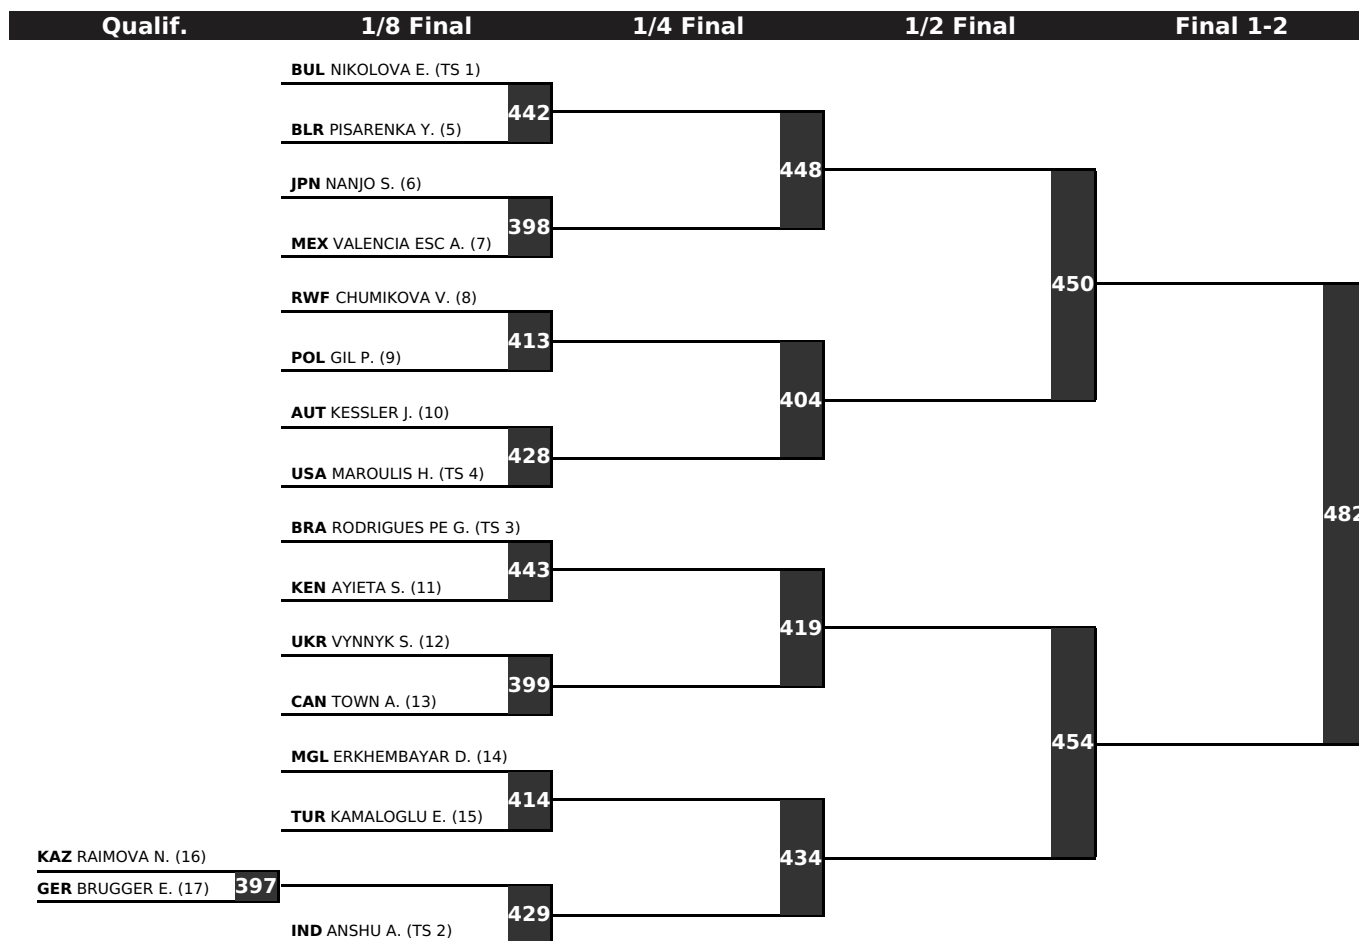 Qualif. 1/8 Final 1/4 Final 1/2 Final Final 1-2
BUL NIKOLOVA E. (TS 1)
442
BLR PISARENKA Y. (5)
448
JPN NANJO S. (6)
398
MEX VALENCIA ESC A. (7)
450
RWF CHUMIKOVA V. (8)
413
POL GIL P. (9)
404
AUT KESSLER J. (10)
428
USA MAROULIS H. (TS 4)
482
BRA RODRIGUES PE G. (TS 3)
443
KEN AYIETA S. (11)
419
UKR VYNNYK S. (12)
399
CAN TOWN A. (13)
454
MGL ERKHEMBAYAR D. (14)
414
TUR KAMALOGLU E. (15)
434
KAZ RAIMOVA N. (16)
397
GER BRUGGER E. (17)
429
IND ANSHU A. (TS 2)